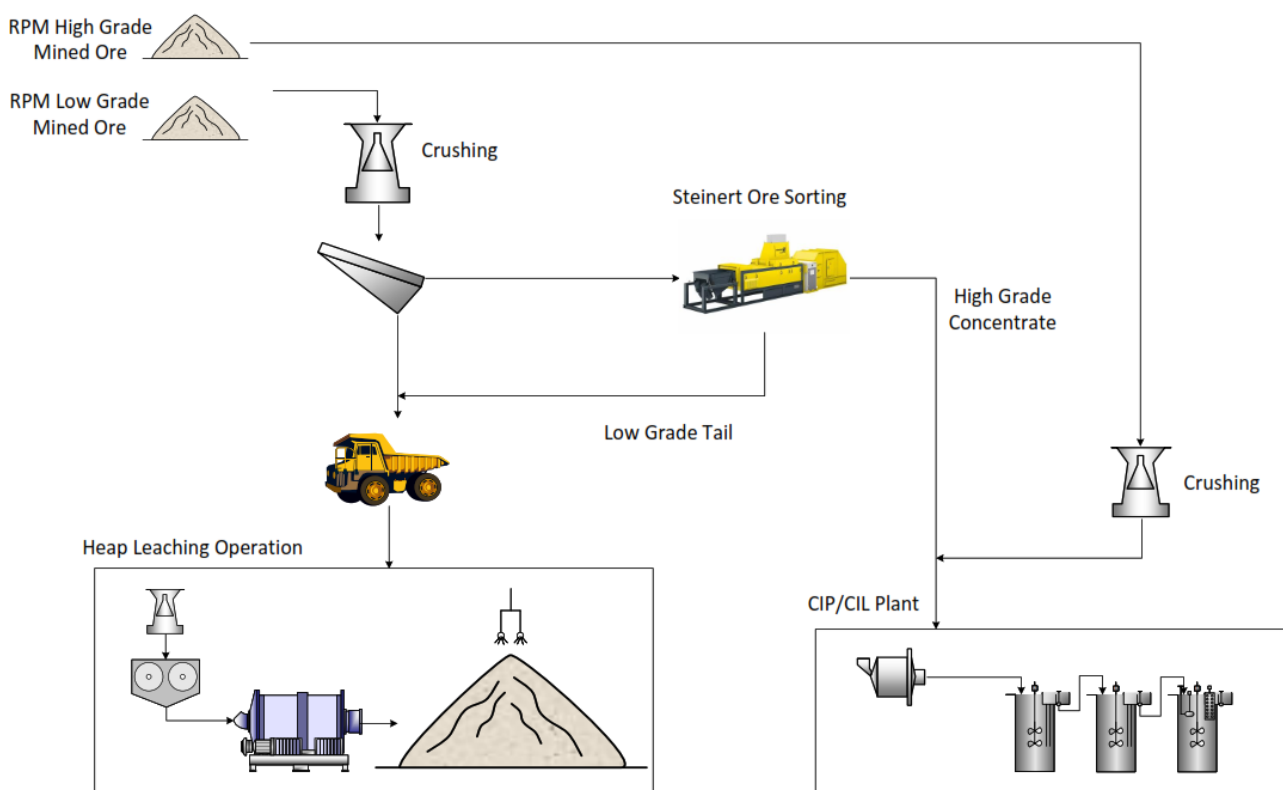 RPM High Grade
Mined Ore
RPM Low Grade
Mined Ore
Crushing
Steinert Ore Sorting
High Grade
Concentrate
Low Grade Tail
Crushing
Heap Leaching Operation
CIP/CIL Plant